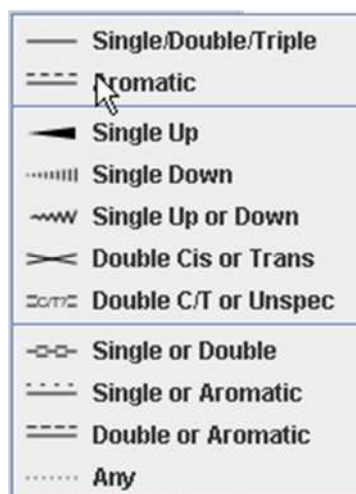 Single/Double/Triple
Aromatic
Single Up
Single Down
Single Up or Down
Double Cis or Trans
C/T? Double C/T or Unspec
Single or Double
Single or Aromatic
Double or Aromatic
Any